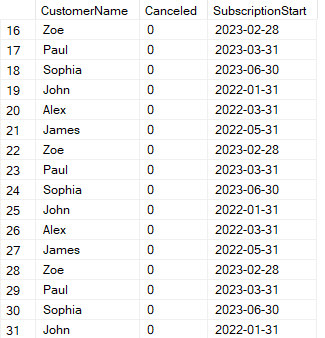 CustomerName Canceled SubscriptionStart
16 Zoe 0 2023-02-28
17 Paul 0 2023-03-31
18 Sophia 0 2023-06-30
19 John 0 2022-01-31
20 Alex 0 2022-03-31
21 James 0 2022-05-31
22 Zoe 0 2023-02-28
23 Paul 0 2023-03-31
24 Sophia 0 2023-06-30
25 John 0 2022-01-31
26 Alex 0 2022-03-31
27 James 0 2022-05-31
28 Zoe 0 2023-02-28
29 Paul 0 2023-03-31
30 Sophia 0 2023-06-30
31 John 0 2022-01-31